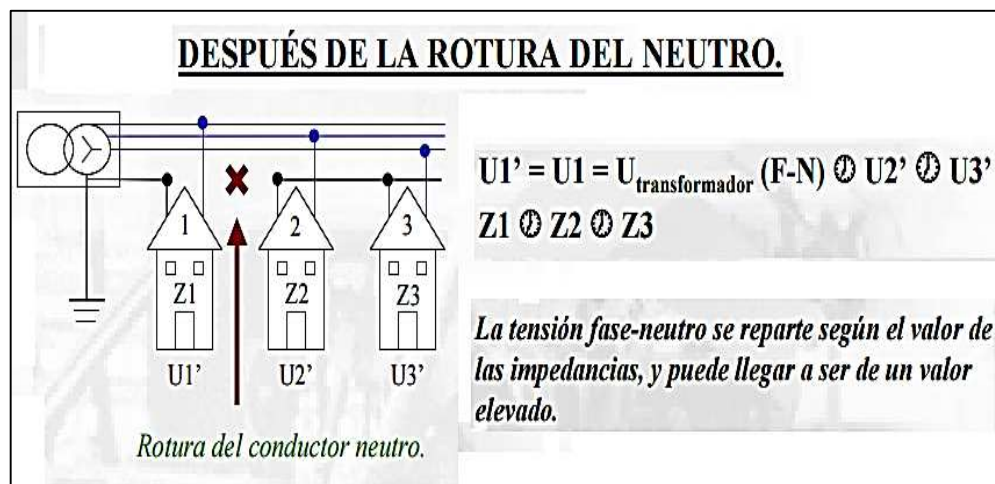 DESPUÉS DE LA ROTURA DEL NEUTRO.
1 2 3
Z1 Z2 Z3
U1’ U2’ U3’
Rotura del conductor neutro.
U1’ = U1 = Utransformador (F-N) 🕖 U2’ 🕖 U3’
Z1 🕖 Z2 🕖 Z3
La tensión fase-neutro se reparte según el valor de
las impedancias, y puede llegar a ser de un valor
elevado.